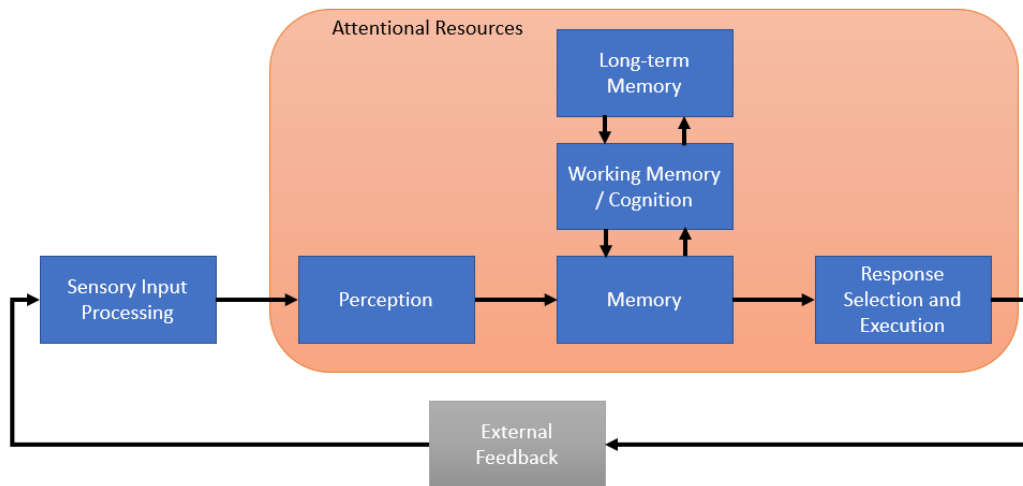 Attentional Resources
Long-term
Memory
Working Memory
/ Cognition
Sensory Input
Processing
Perception
Memory
Response
Selection and
Execution
External
Feedback